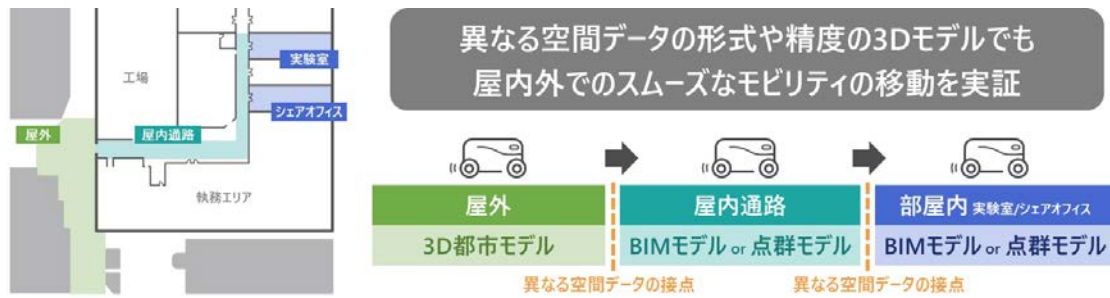 工場
実験室
シェアオフィス
屋外
屋内通路
執務エリア
異なる空間データの形式や精度の3Dモデルでも
屋内外でのスムーズなモビリティの移動を実証
屋外
屋内通路
部屋内 実験室/シェアオフィス
3D都市モデル
BIMモデル or 点群モデル
BIMモデル or 点群モデル
異なる空間データの接点
異なる空間データの接点